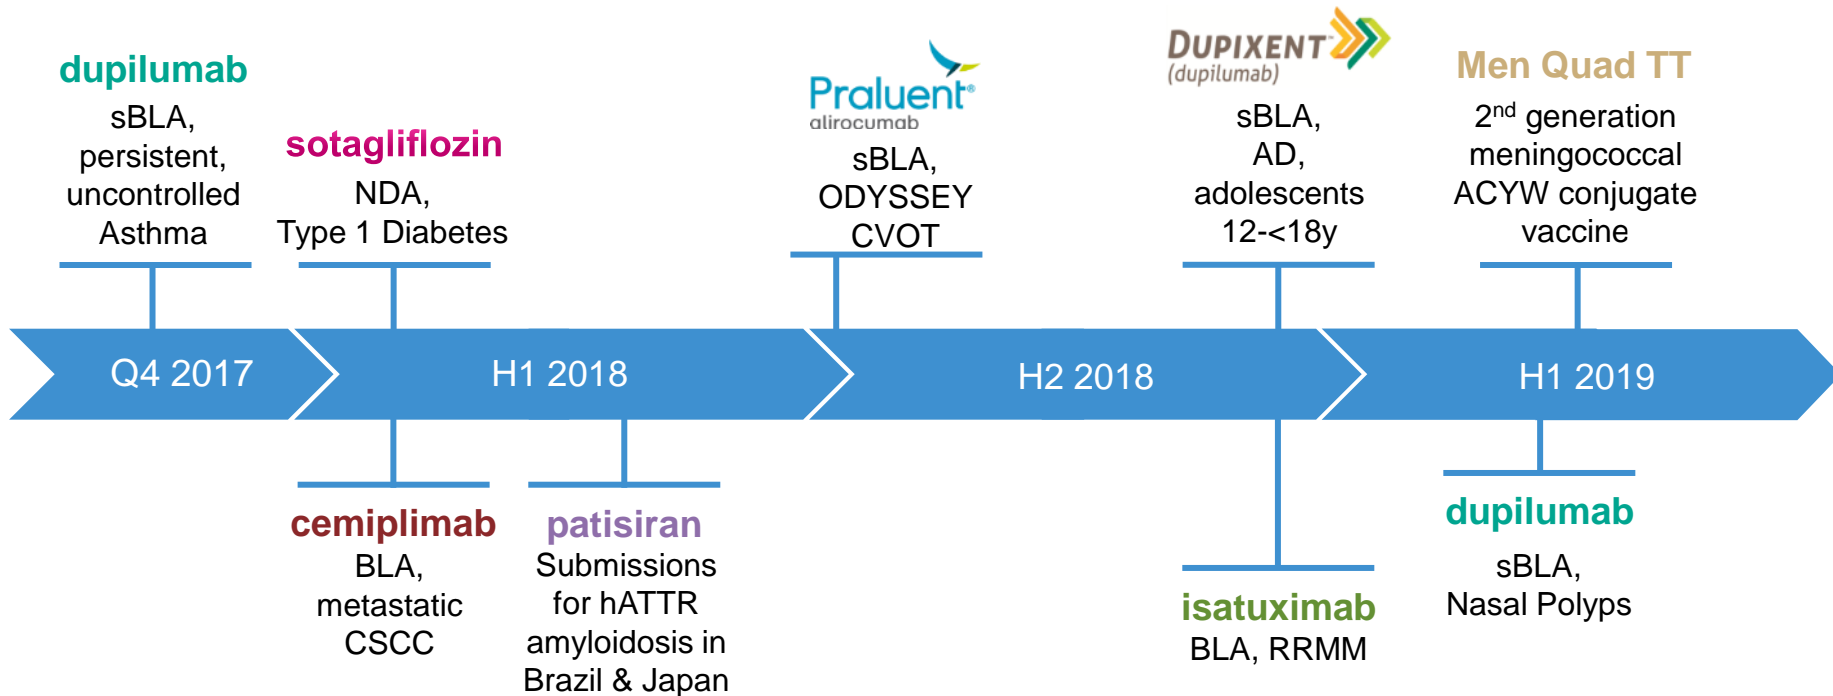 dupilumab
sBLA,
persistent,
uncontrolled
Asthma
sotagliflozin
NDA,
Type 1 Diabetes
Praluent®
alirocumab
sBLA,
ODYSSEY
CVOT
DUPIXENT™
(dupilumab)
sBLA,
AD,
adolescents
12-<18y
Men Quad TT
2nd generation
meningococcal
ACYW conjugate
vaccine
Q4 2017
H1 2018
H2 2018
H1 2019
cemiplimab
BLA,
metastatic
CSCC
patisiran
Submissions
for hATTR
amyloidosis in
Brazil & Japan
isatuximab
BLA, RRMM
dupilumab
sBLA,
Nasal Polyps